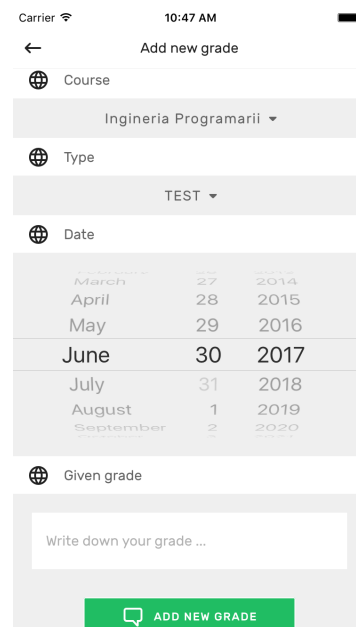 Carrier 10:47 AM
Add new grade
Course
Ingineria Programarii
Type
TEST
Date
March 27 2014
April 28 2015
May 29 2016
June 30 2017
July 31 2018
August 1 2019
September 2 2020
Given grade
Write down your grade ...
ADD NEW GRADE